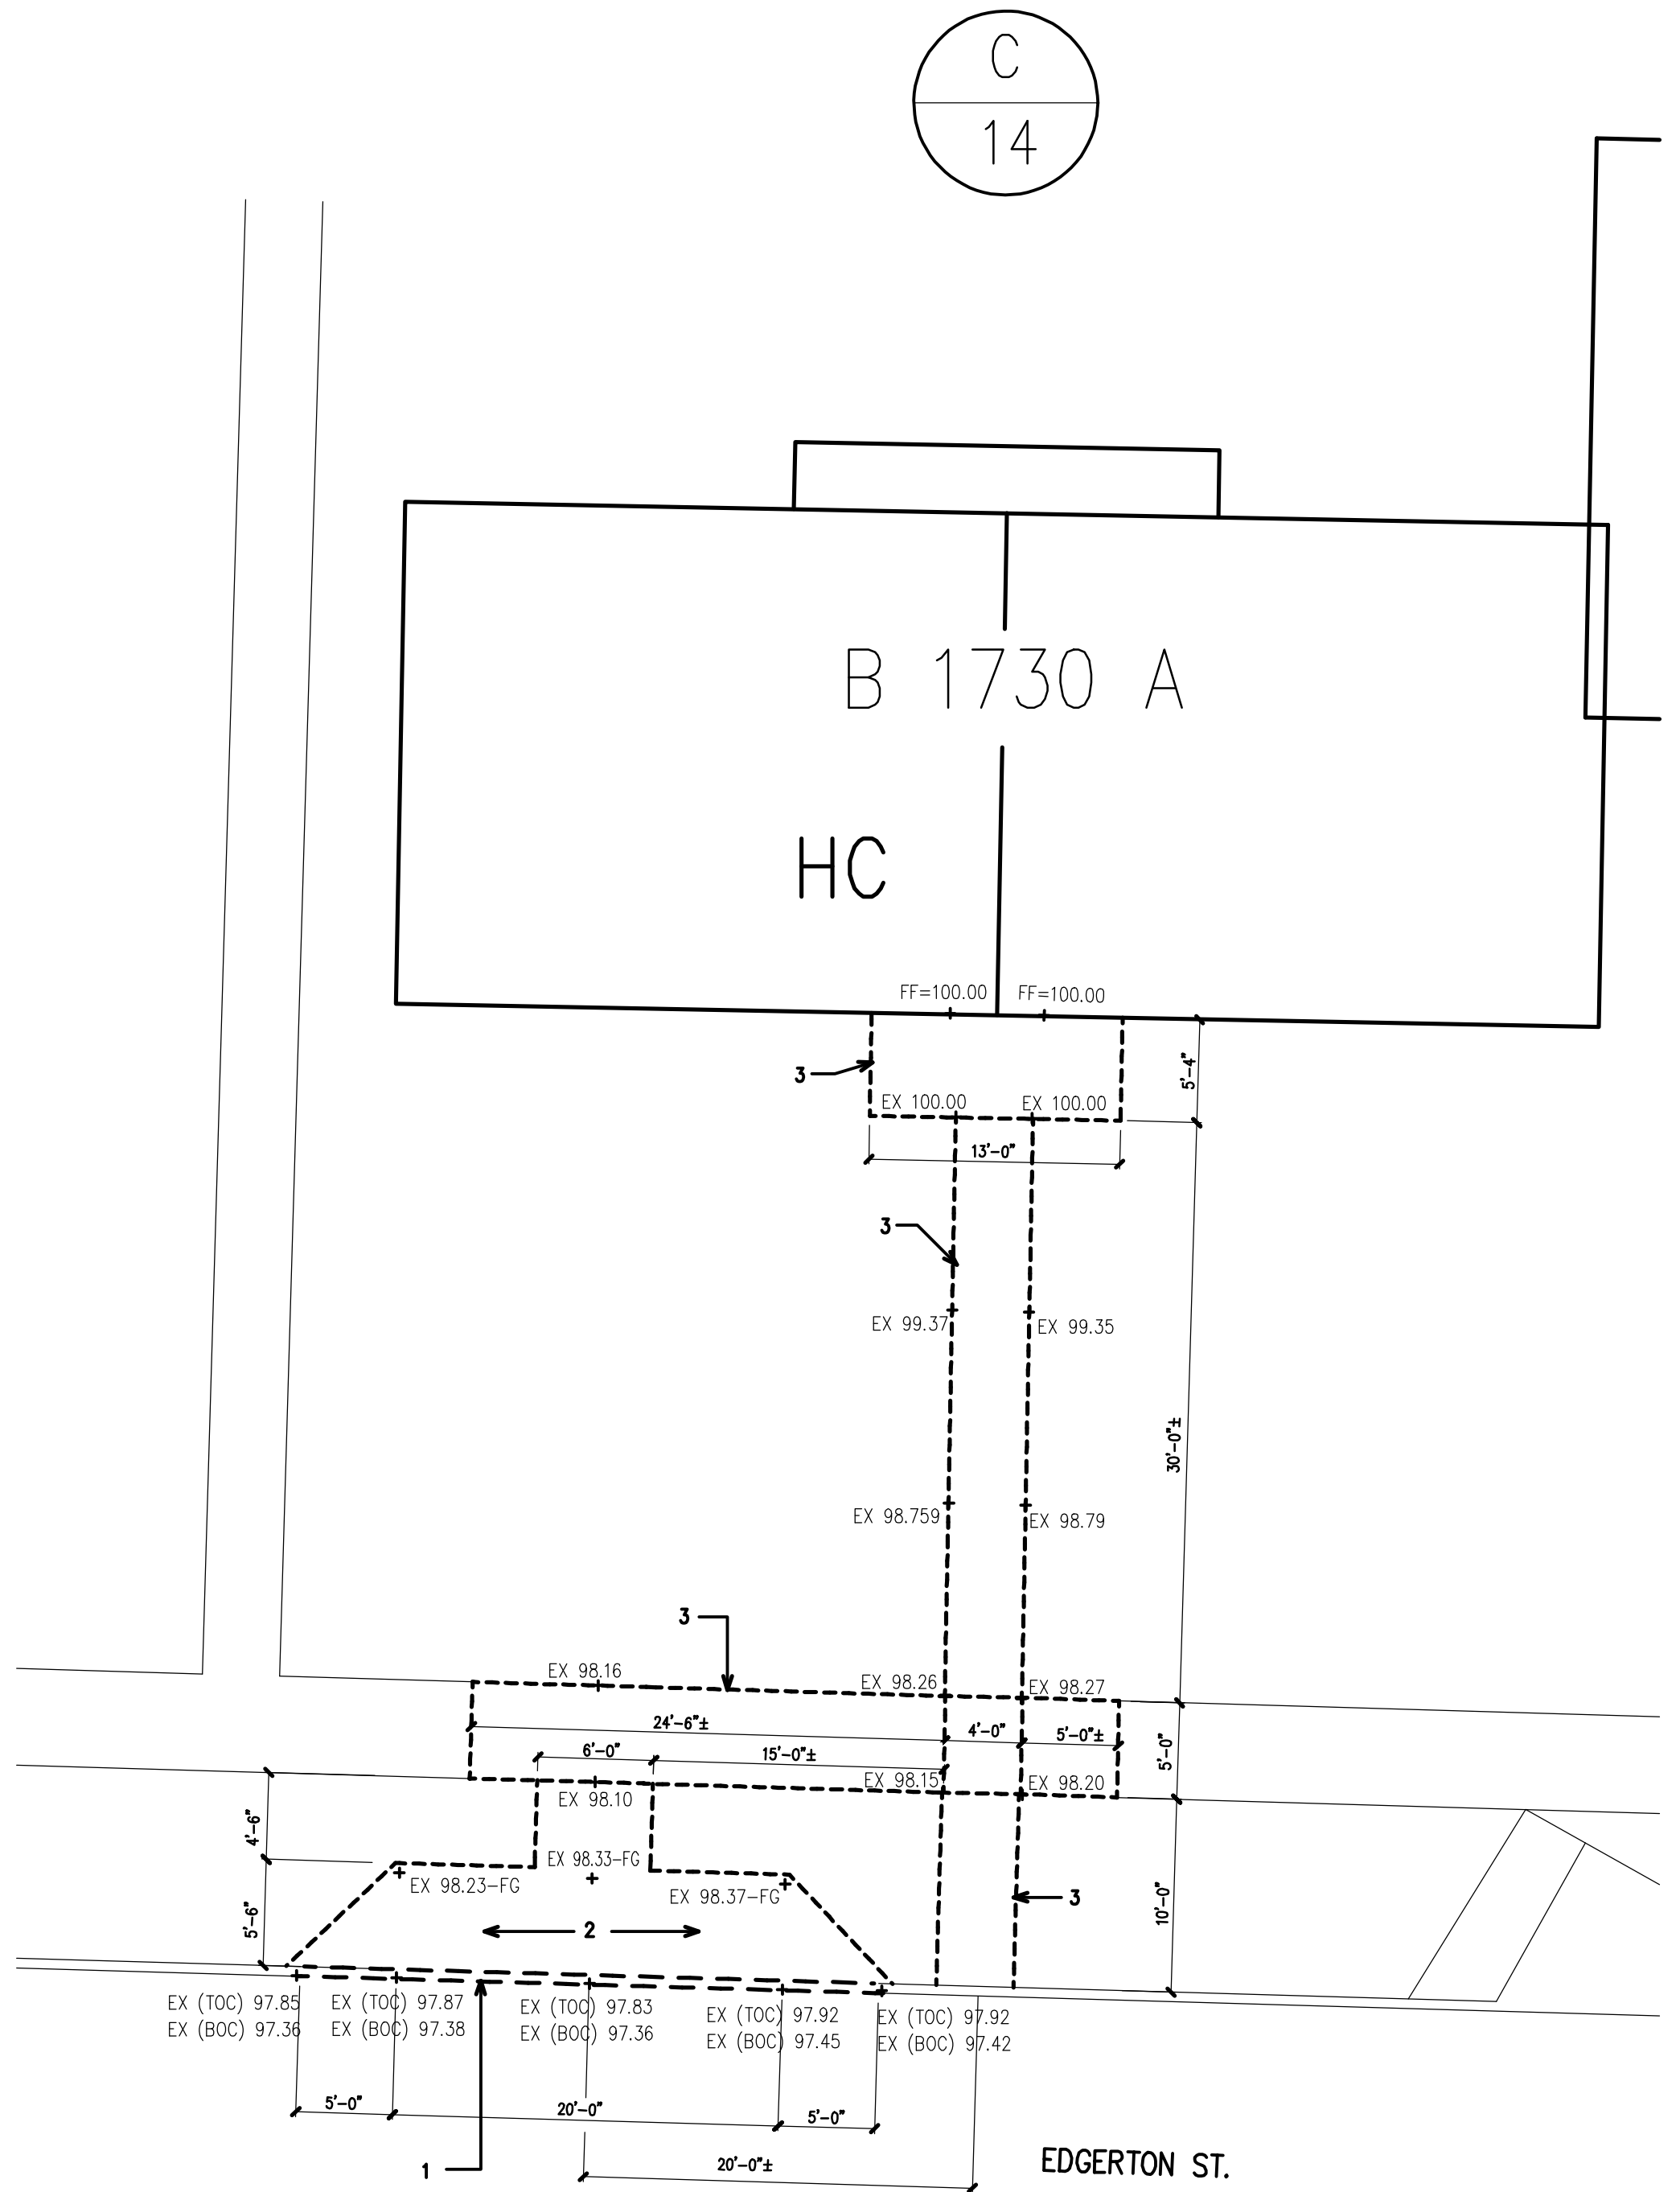 C
14
B 1730 A
HC
FF=100.00 FF=100.00
3
5'-4"
EX 100.00 EX 100.00
13'-0"
3
EX 99.37 EX 99.35
30'-0"±
EX 98.759 EX 98.79
3
EX 98.16 EX 98.26 EX 98.27
24'-6"± 4'-0" 5'-0"±
6'-0" 15'-0"± 5'-0"
EX 98.10 EX 98.15 EX 98.20
4'-6"
EX 98.33-FG
EX 98.23-FG EX 98.37-FG
3
10'-0"
5'-6"
2
EX (TOC) 97.85 EX (TOC) 97.87 EX (TOC) 97.83 EX (TOC) 97.92 EX (TOC) 97.92
EX (BOC) 97.36 EX (BOC) 97.38 EX (BOC) 97.36 EX (BOC) 97.45 EX (BOC) 97.42
5'-0" 20'-0" 5'-0"
1
20'-0"±
EDGERTON ST.